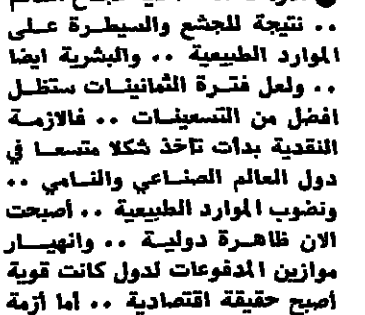 .. نتيجة للجشع والسيطرة على
الموارد الطبيعية .. والبشرية ايضا
.. ولعل فترة الثمانينات ستظل
افضل من التسعينات .. فالازمة
النقدية بدأت تاخذ شكلا متسعا في
دول العالم الصناعي والنامي ..
ونضوب الموارد الطبيعية .. أصبحت
الان ظاهرة دولية .. وانهيار
موازين المدفوعات لدول كانت قوية
أصبح حقيقة اقتصادية .. أما أزمة